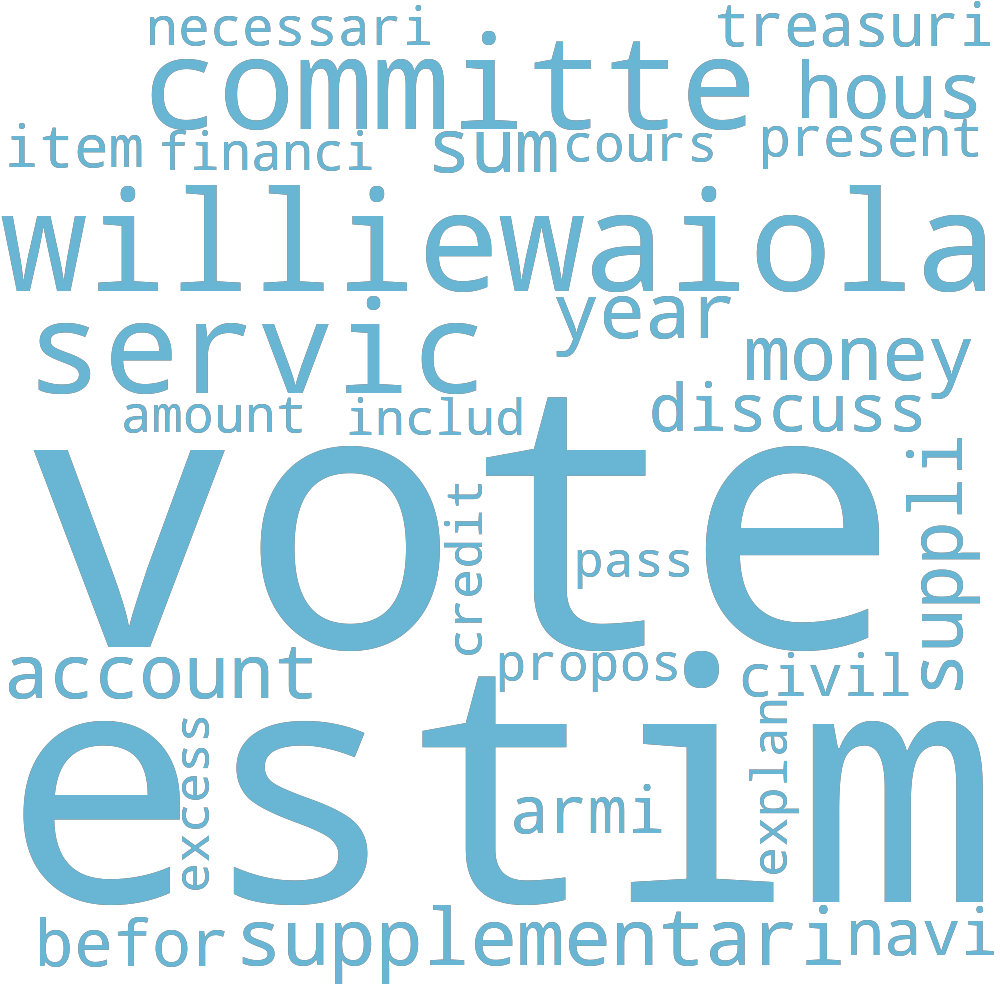 necessari treasuri
committe hous
item financi sum cours present
williewaiola
servic year
money
amount includ discuss
vote
credit pass suppli
account propos civil
estim
excess armi explan
befor supplementari navi